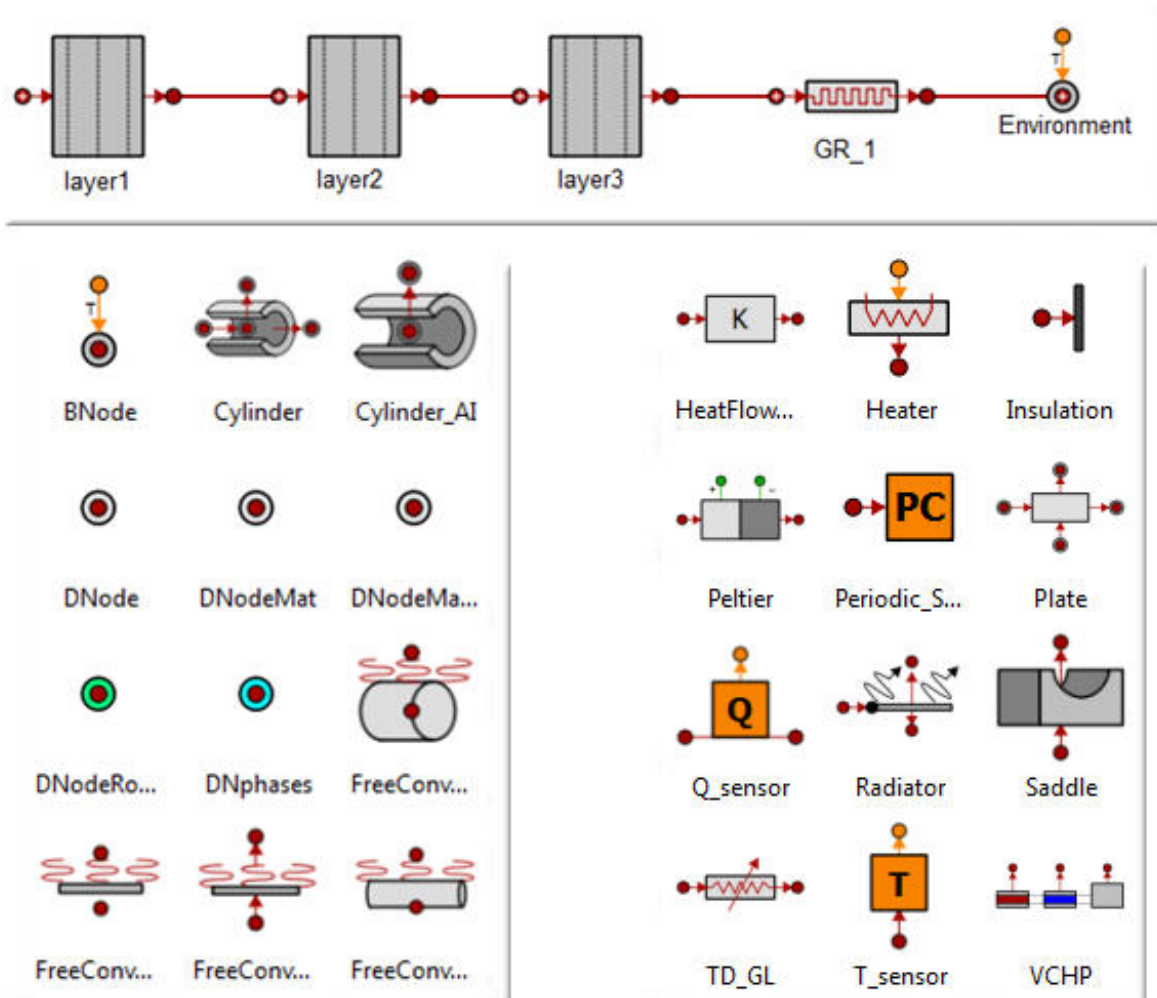 T
Environment
GR_1
layer1
layer2
layer3
T
BNode
Cylinder
Cylinder_AI
DNode
DNodeMat
DNodeMa...
DNodeRo...
DNphases
FreeConv...
FreeConv...
FreeConv...
FreeConv...
K
HeatFlow...
Heater
Insulation
+ -
PC
Peltier
Periodic_S...
Plate
Q
Q_sensor
Radiator
Saddle
T
TD_GL
T_sensor
VCHP